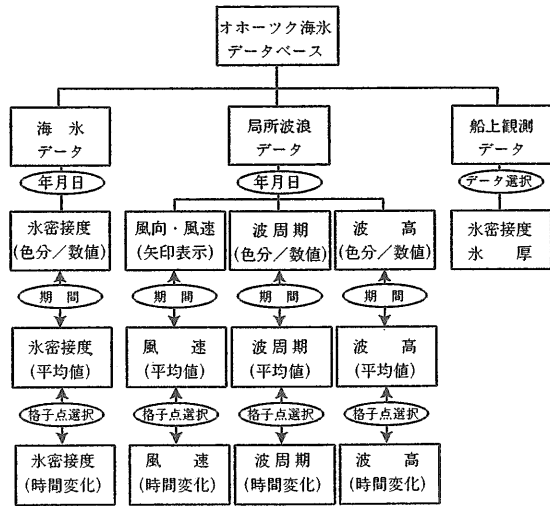 オホーツク海氷
データベース
海 氷
データ
局所波浪
データ
船上観測
データ
年月日
年月日
データ選択
氷密接度
(色分／数値)
風向・風速
(矢印表示)
波周期
(色分／数値)
波 高
(色分／数値)
氷密接度
氷 厚
期 間
期 間
期 間
期 間
氷密接度
(平均値)
風 速
(平均値)
波周期
(平均値)
波 高
(平均値)
格子点選択
格子点選択
格子点選択
格子点選択
氷密接度
(時間変化)
風 速
(時間変化)
波周期
(時間変化)
波 高
(時間変化)